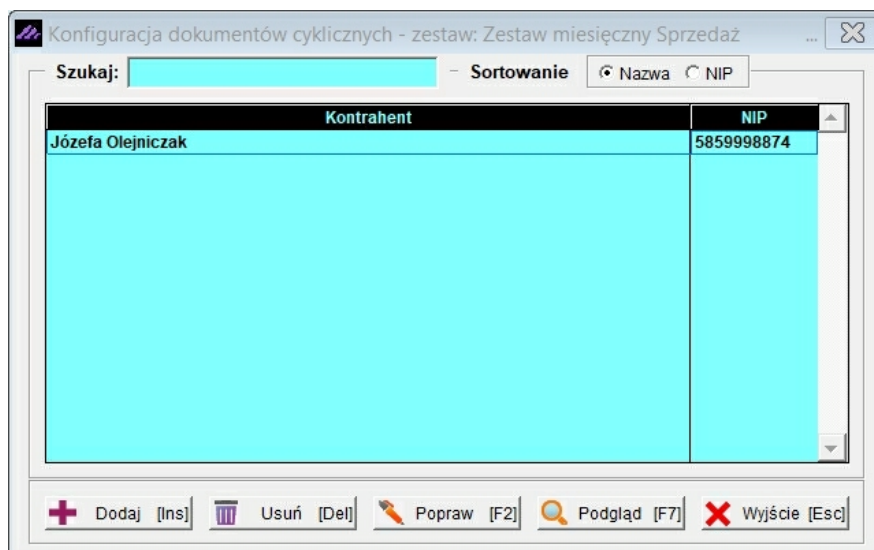 Konfiguracja dokumentów cyklicznych - zestaw: Zestaw miesięczny Sprzedaż ...
Szukaj: Sortowanie Nazwa NIP
Kontrahent NIP
Józefa Olejniczak 5859998874
Dodaj [Ins] Usuń [Del] Popraw [F2] Podgląd [F7] Wyjście [Esc]